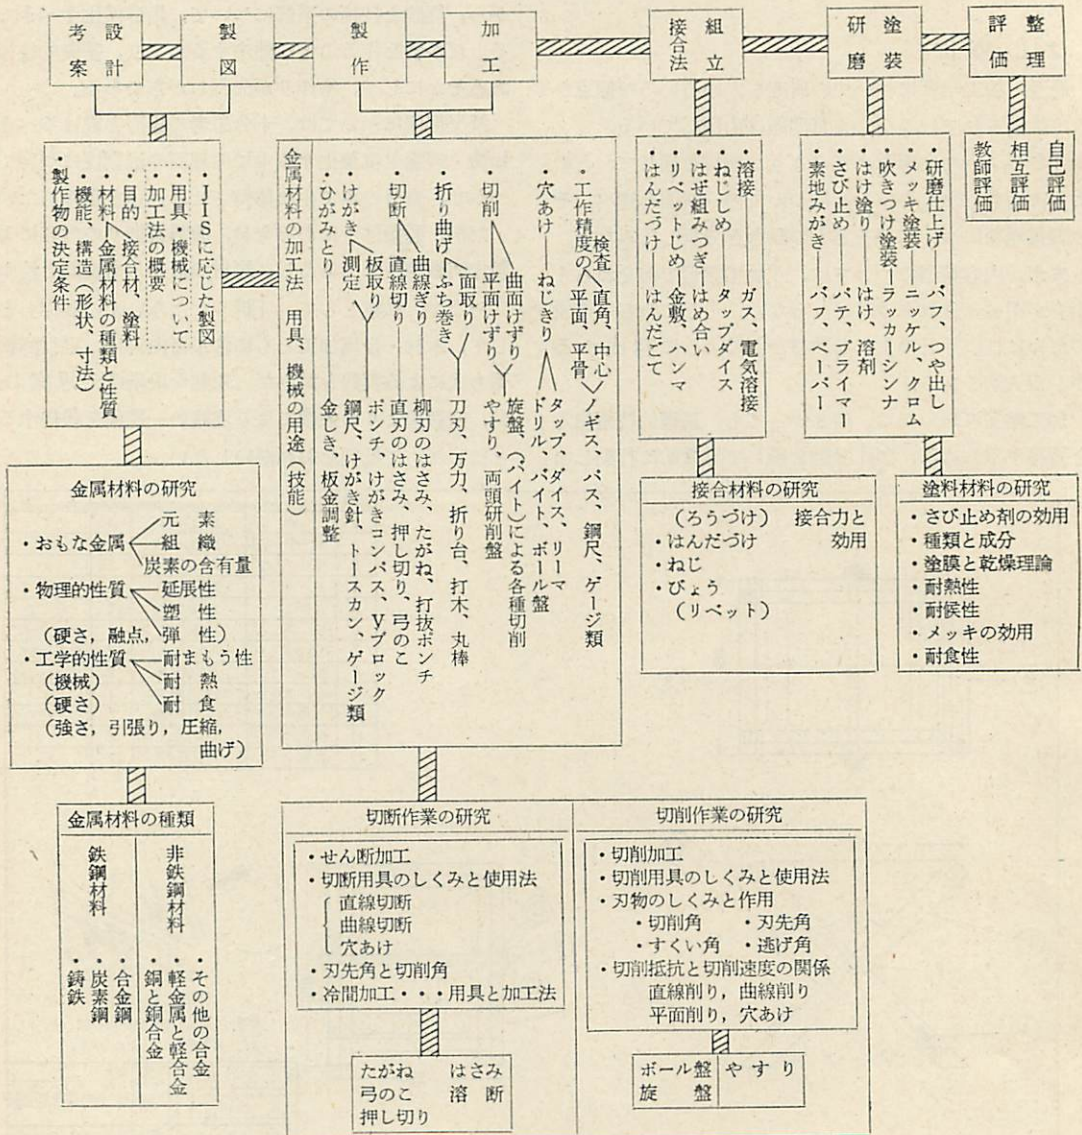 設計
考案
製図
製作
加工
組立
接合法
塗装
研磨
整理
評価
・JISに応じた製図
・用具・機械について
・加工法の概要
・目的　接合材、塗料
・材料　金属材料の種類と性質
・機能、構造（形状、寸法）
・製作物の決定条件
金属材料の加工法　用具、機械の用途（技能）
・ひがみとり　金しき、板金調整
・けがき　測定　板取り　鋼尺、けがき針、トースカン、ゲージ類
ポンチ、けがきコンパス、Vブロック
・切断　直線切り　直刃のはさみ、押し切り、弓のこ
曲線ぎり　柳刃のはさみ、たがね、打抜ポンチ
・折り曲げ　ふち巻き　面取り　刀刃、万力、折り台、打木、丸棒
・切削　平面けずり　やすり、両頭研削盤
曲面けずり　旋盤、（バイト）による各種切削
・穴あけ　ねじきり　ドリル、バイト、ボール盤
タップ、ダイス、リーマ
・工作精度の検査　平面、平骨　直角、中心　ノギス、パス、鋼尺、ゲージ類
・溶接　ガス、電気溶接
・ねじしめ　タップダイス
・はぜ組みつぎ　はめ合い
・リベットじめ　金敷、ハンマ
・はんだづけ　はんだごて
・研磨仕上げ　バフ、つや出し
・メッキ塗装　ニッケル、クロム
・吹きつけ塗装　ラッカーシンナ
・はけ塗り　はけ、溶剤
・さび止め　パテ、プライマー
・素地みがき　バフ、ペーパー
自己評価
相互評価
教師評価
金属材料の研究
・おもな金属　元素
組織
炭素の含有量
・物理的性質　延展性
塑性
（硬さ，融点，弾性）
・工学的性質　耐まもう性
（機械）　耐熱
（硬さ）　耐食
（強さ，引張り，圧縮，
曲げ）
接合材料の研究
（ろうづけ）　接合力と
・はんだづけ　効用
・ねじ
・びょう
（リベット）
塗料材料の研究
・さび止め剤の効用
・種類と成分
・塗膜と乾燥理論
・耐熱性
・耐候性
・メッキの効用
・耐食性
金属材料の種類
非鉄鋼材料
・その他の合金
・軽金属と軽合金
・銅と銅合金
鉄鋼材料
・合金鋼
・炭素鋼
・鋳鉄
切断作業の研究
・せん断加工
・切断用具のしくみと使用法
直線切断
曲線切断
穴あけ
・刃先角と切削角
・冷間加工・・・用具と加工法
たがね　はさみ
弓のこ　溶断
押し切り
切削作業の研究
・切削加工
・切削用具のしくみと使用法
・刃物のしくみと作用
・切削角　・刃先角
・すくい角　・逃げ角
・切削抵抗と切削速度の関係
直線削り，曲線削り
平面削り，穴あけ
ボール盤　やすり
旋盤